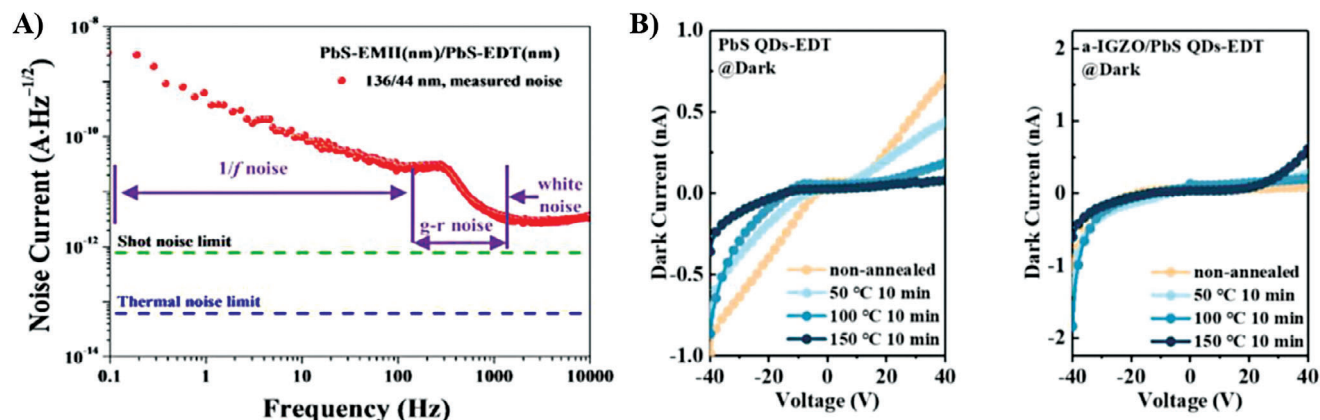 A)
10⁻⁸
10⁻¹⁰
10⁻¹²
10⁻¹⁴
Noise Current (A·Hz⁻¹ᐟ²)
PbS-EMII(nm)/PbS-EDT(nm)
136/44 nm, measured noise
1/f noise
white
noise
g-r noise
Shot noise limit
Thermal noise limit
0.1 1 10 100 1000 10000
Frequency (Hz)
B)
PbS QDs-EDT
@Dark
1.0
0.5
0.0
-0.5
-1.0
Dark Current (nA)
non-annealed
50 °C 10 min
100 °C 10 min
150 °C 10 min
-40 -20 0 20 40
Voltage (V)
a-IGZO/PbS QDs-EDT
@Dark
2
1
0
-1
-2
Dark Current (nA)
non-annealed
50 °C 10 min
100 °C 10 min
150 °C 10 min
-40 -20 0 20 40
Voltage (V)